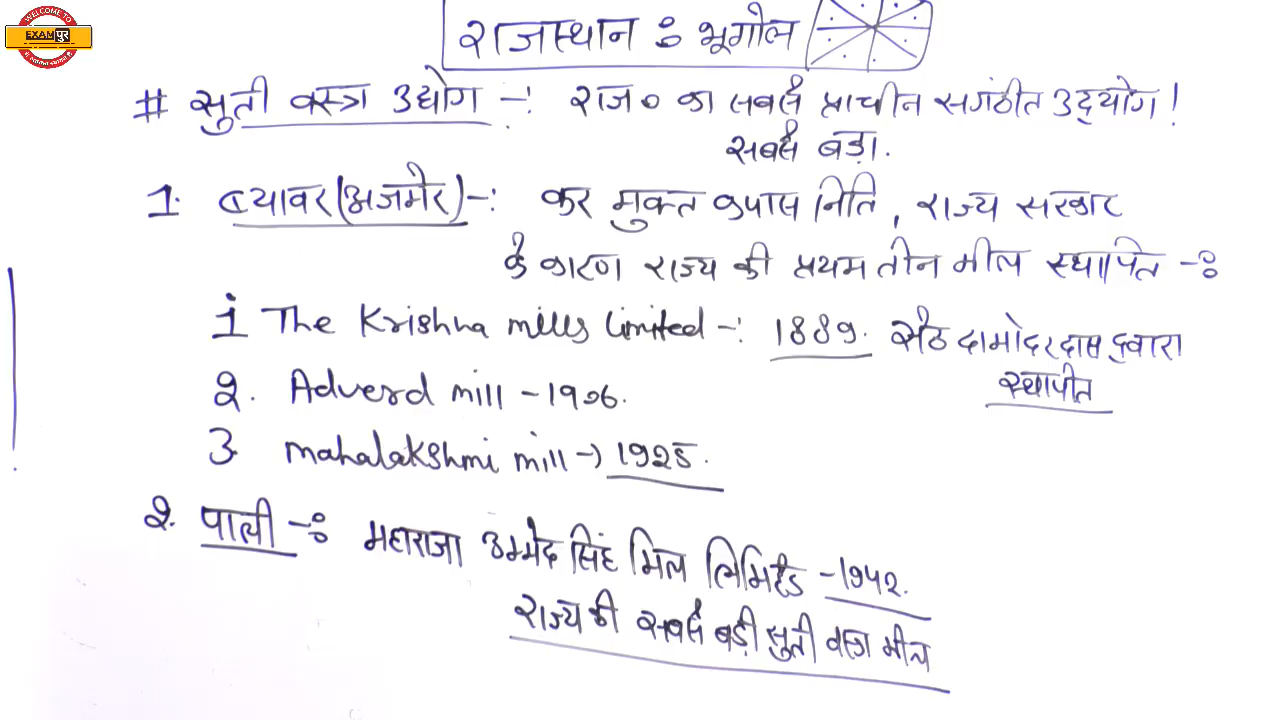 WELCOME TO
EXAMपुर
राजस्थान : भूगोल
# सुती वस्त्र उद्योग -: राज० का सबसे प्राचीन सगंठीत उद्योग!
सबसे बड़ा.
1. ब्यावर (अजमेर) -: कर मुक्त कपास निति, राज्य सरकार
के कारण राज्य की प्रथम तीन मील स्थापित -:
1 The Krishna mills limited -: 1889. सेठ दामोदरदास द्वारा
स्थापीत
2. Adverd mill - 1906.
3 mahalakshmi mill -> 1925.
2. पाली -: महाराजा उम्मेद सिंह मिल लिमिटेड - 1942.
राज्य की सबसे बड़ी सुती वस्त्र मील